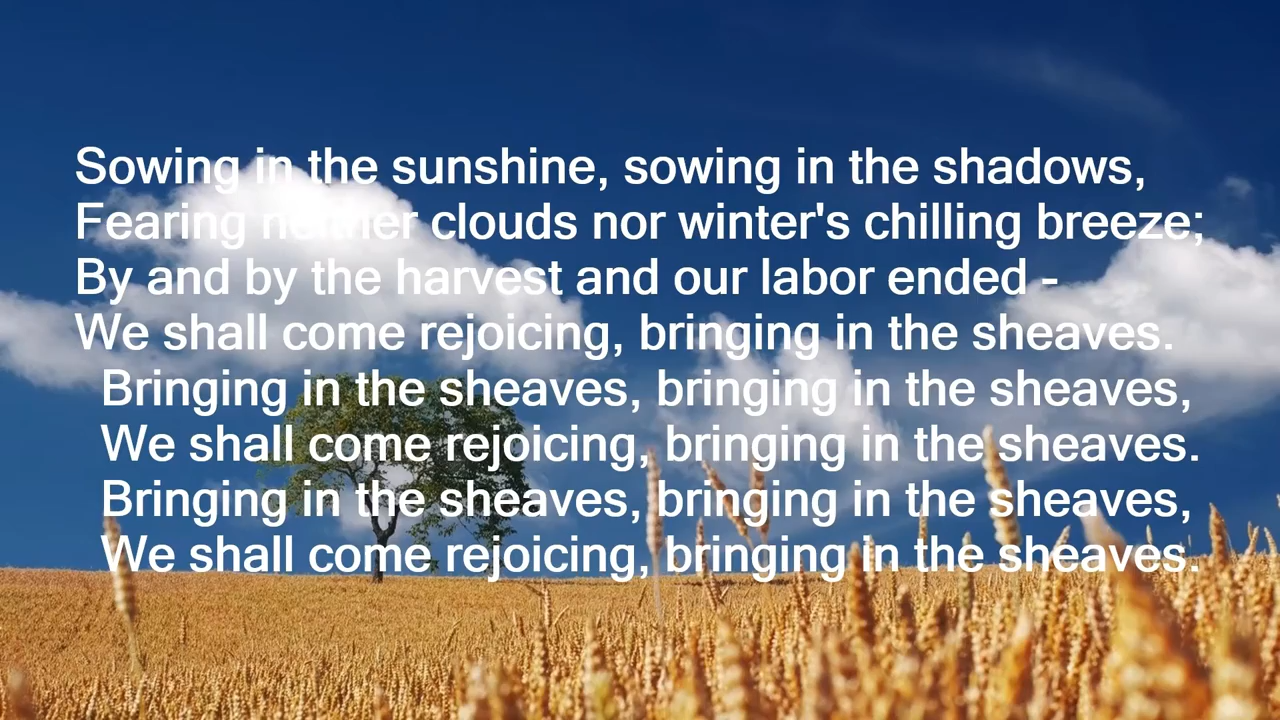 Sowing in the sunshine, sowing in the shadows,
Fearing neither clouds nor winter's chilling breeze;
By and by the harvest and our labor ended -
We shall come rejoicing, bringing in the sheaves.
Bringing in the sheaves, bringing in the sheaves,
We shall come rejoicing, bringing in the sheaves.
Bringing in the sheaves, bringing in the sheaves,
We shall come rejoicing, bringing in the sheaves.